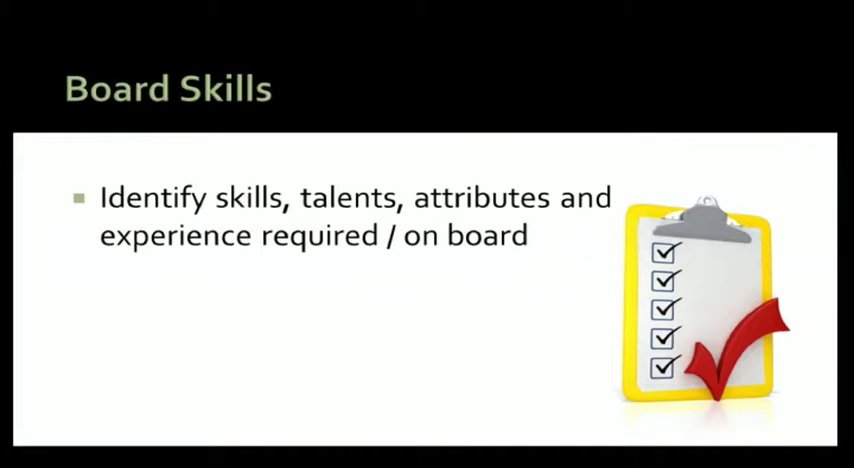 Board Skills
Identify skills, talents, attributes and
experience required / on board